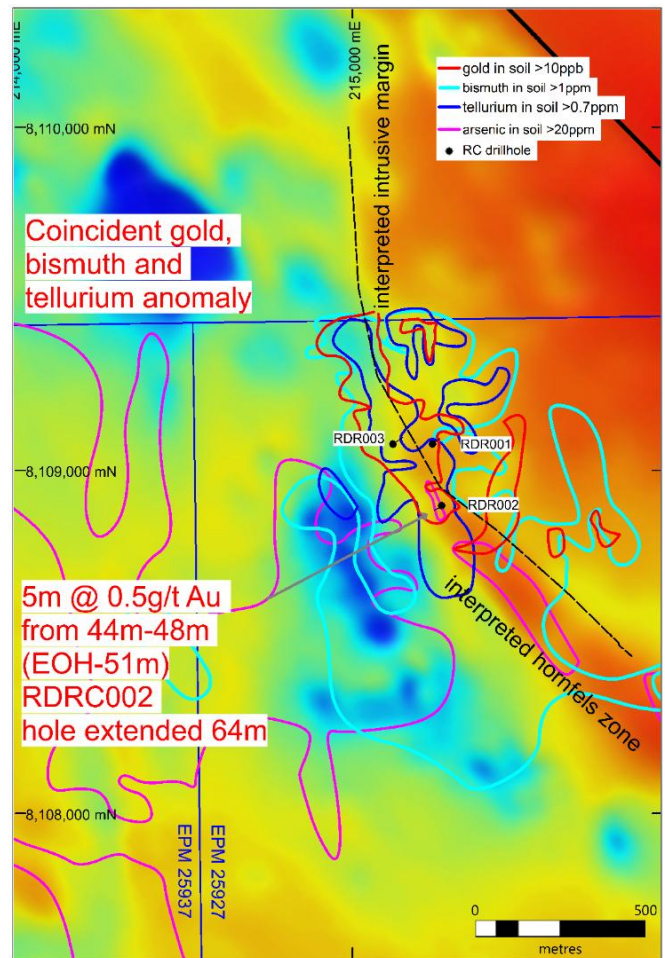 214,000 mE
215,000 mE
gold in soil >10ppb
bismuth in soil >1ppm
tellurium in soil >0.7ppm
arsenic in soil >20ppm
RC drillhole
8,110,000 mN
interpreted intrusive margin
Coincident gold,
bismuth and
tellurium anomaly
RDR003
RDR001
8,109,000 mN
RDR002
5m @ 0.5g/t Au
from 44m-48m
(EOH-51m)
RDRC002
hole extended 64m
interpreted hornfels zone
8,108,000 mN
EPM 25937
EPM 25927
0
500
metres